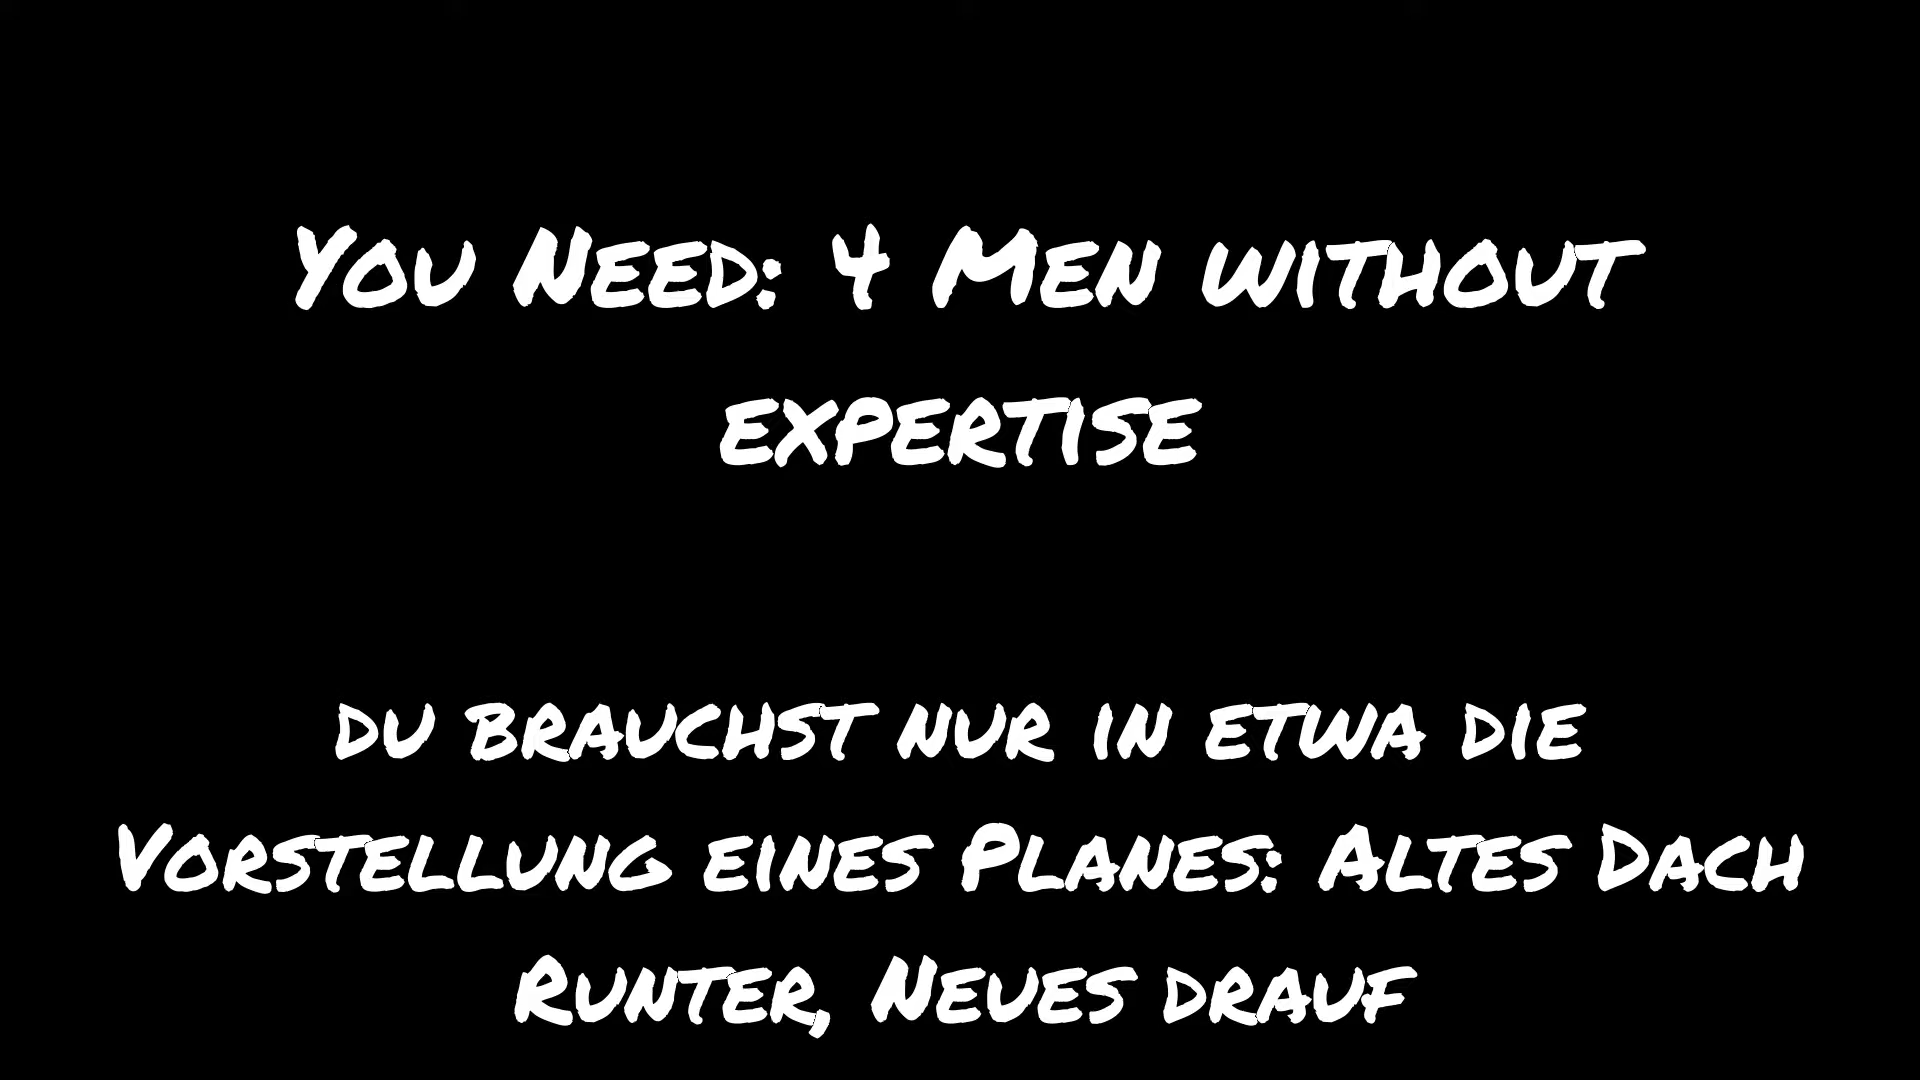 You Need: 4 Men without
expertise
du brauchst nur in etwa die
Vorstellung eines Planes: Altes Dach
Runter, Neues drauf